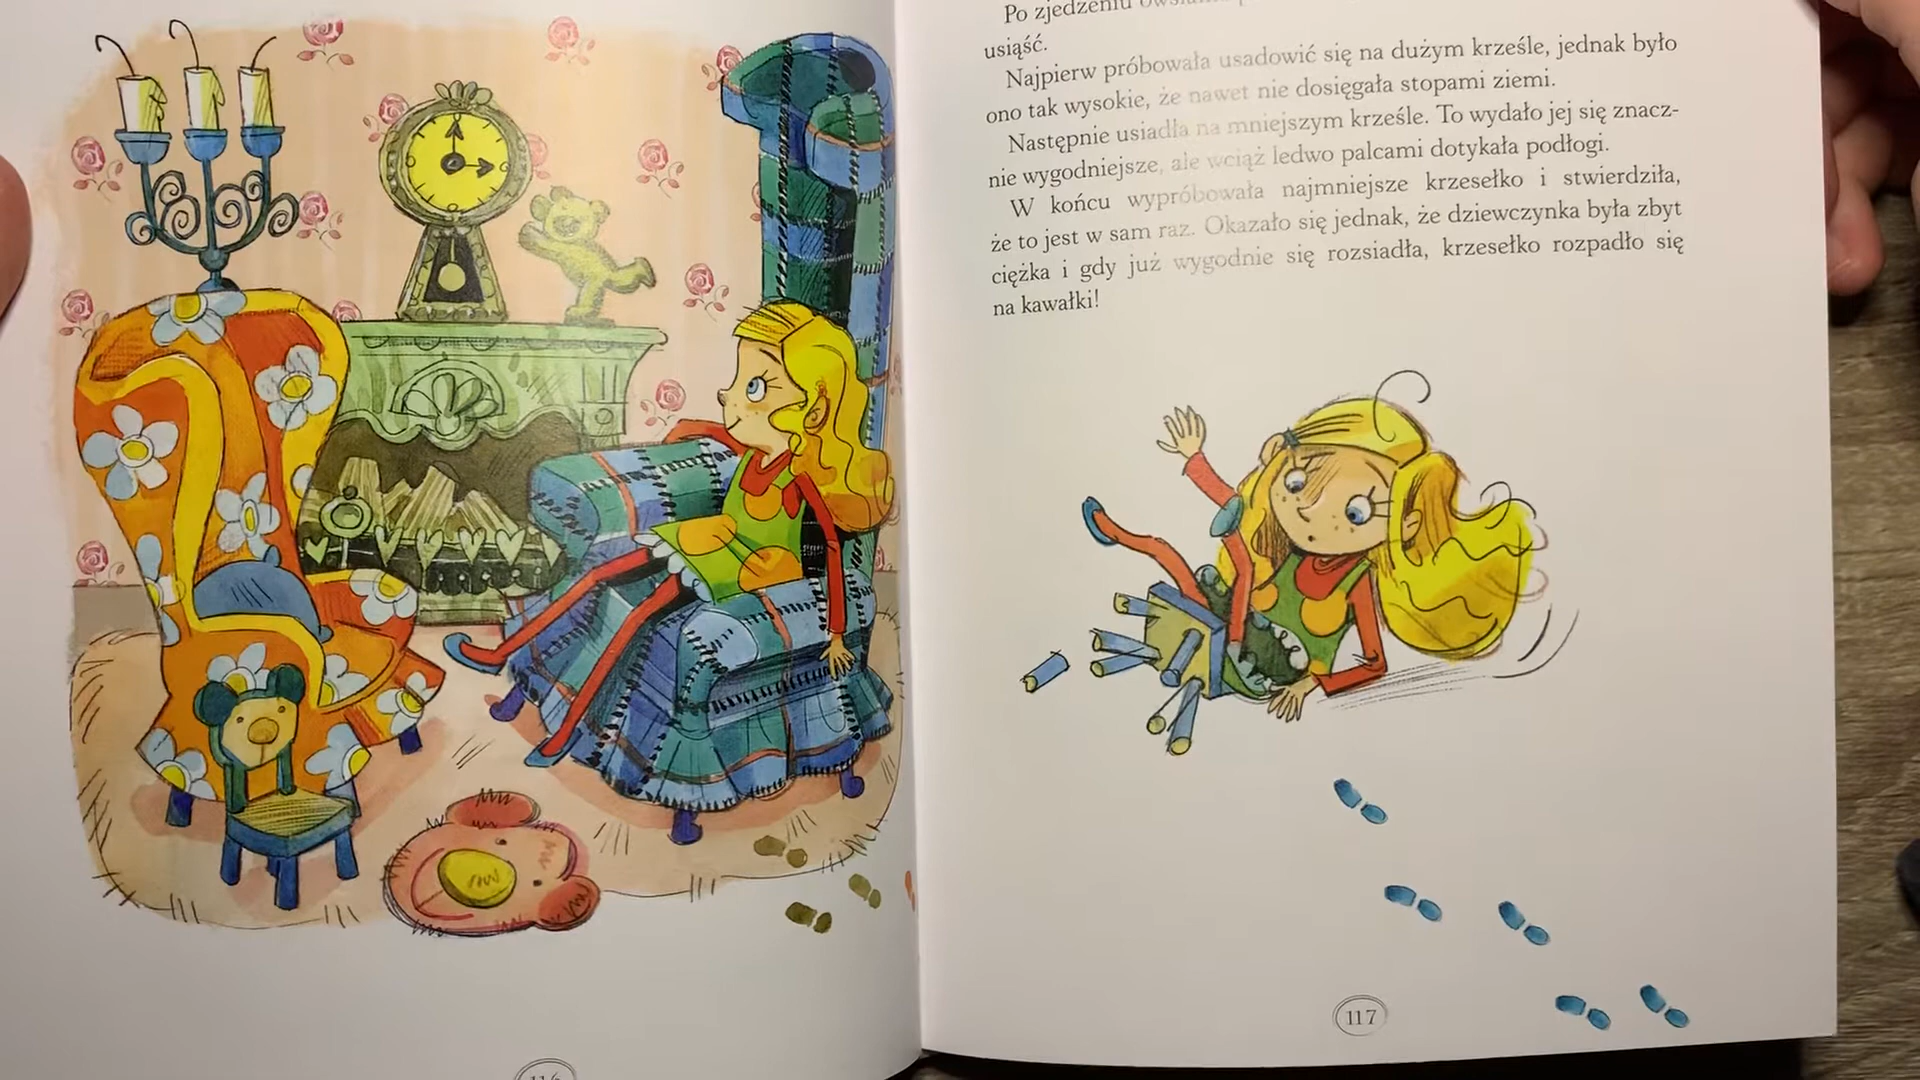 Po zjedzeniu
usiąść.
Najpierw próbowała usadowić się na dużym krześle, jednak było
ono tak wysokie, że nawet nie dosięgała stopami ziemi.
Następnie usiadła na mniejszym krześle. To wydało jej się znacz-
nie wygodniejsze, ale wciąż ledwo palcami dotykała podłogi.
W końcu wypróbowała najmniejsze krzesełko i stwierdziła,
że to jest w sam raz. Okazało się jednak, że dziewczynka była zbyt
ciężka i gdy już wygodnie się rozsiadła, krzesełko rozpadło się
na kawałki!
117